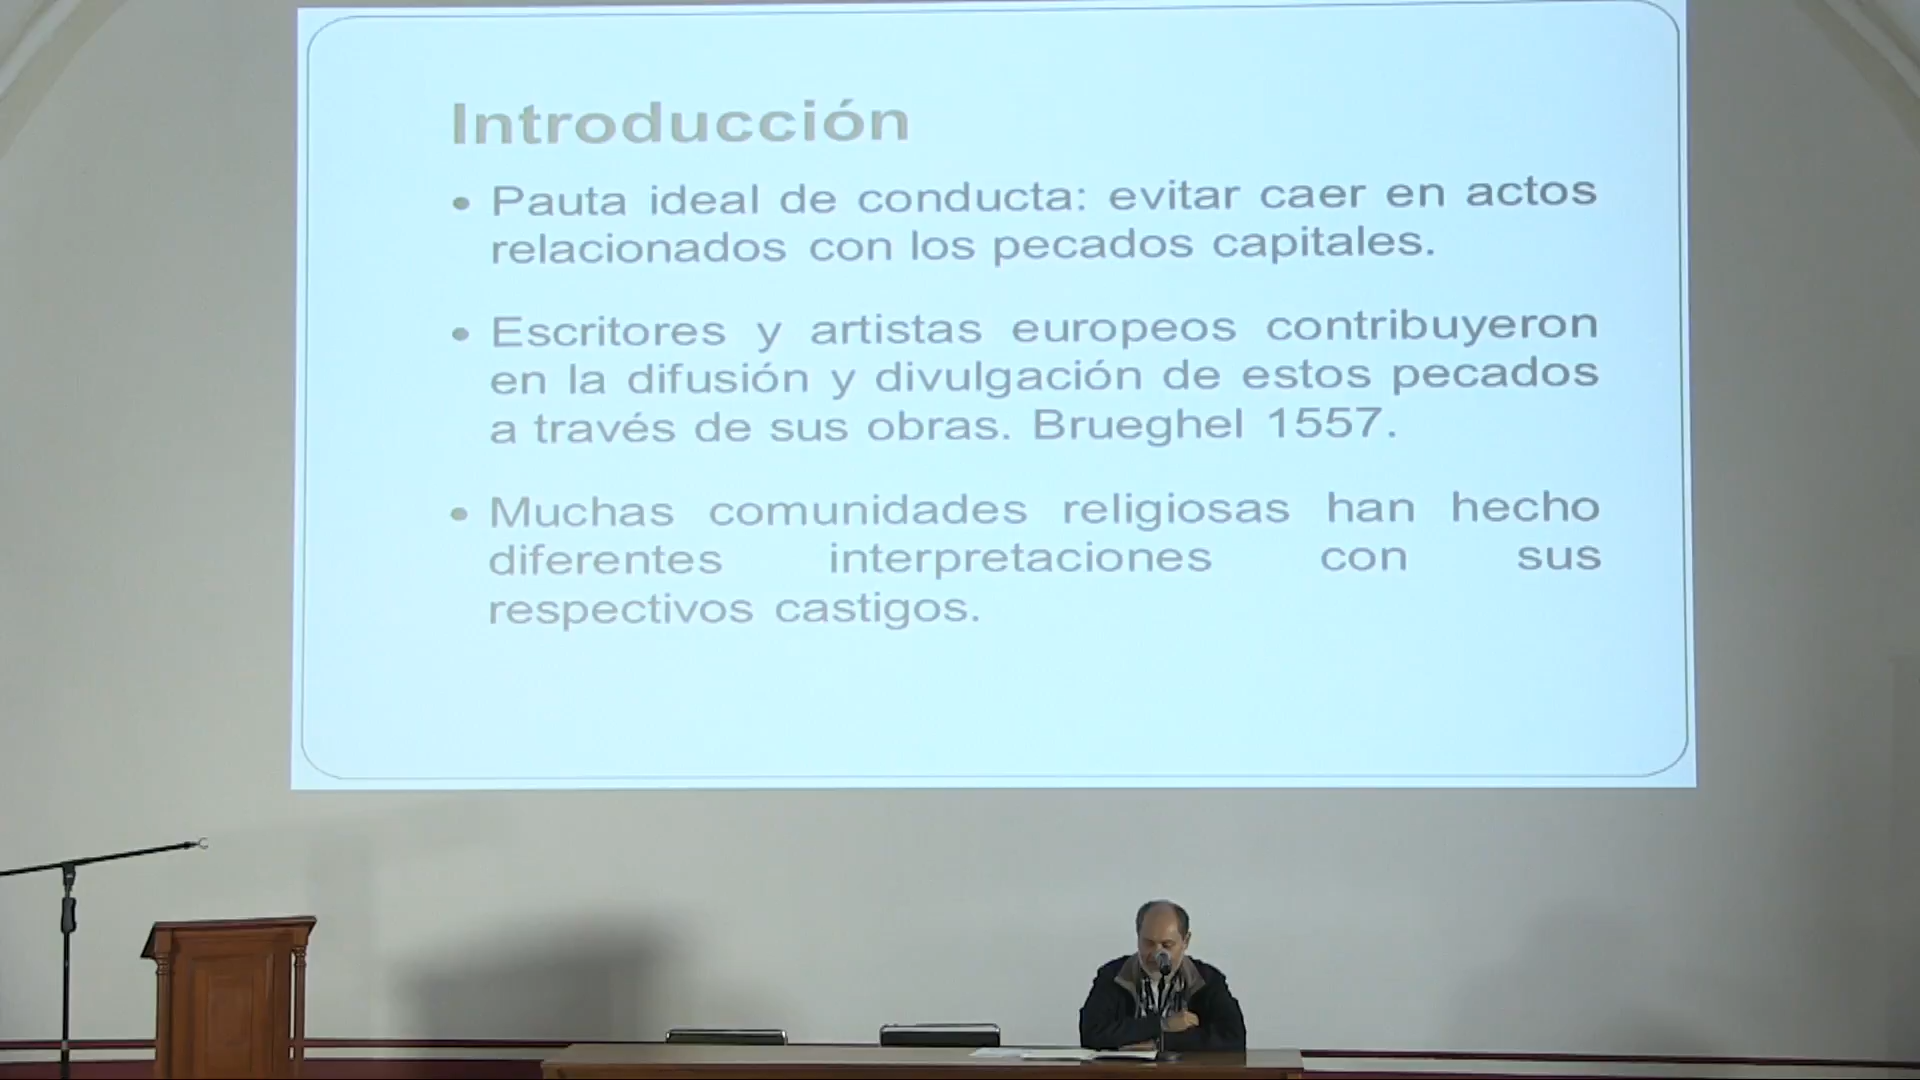 Introducción
• Pauta ideal de conducta: evitar caer en actos
relacionados con los pecados capitales.
• Escritores y artistas europeos contribuyeron
en la difusión y divulgación de estos pecados
a través de sus obras. Brueghel 1557.
• Muchas comunidades religiosas han hecho
diferentes interpretaciones con sus
respectivos castigos.